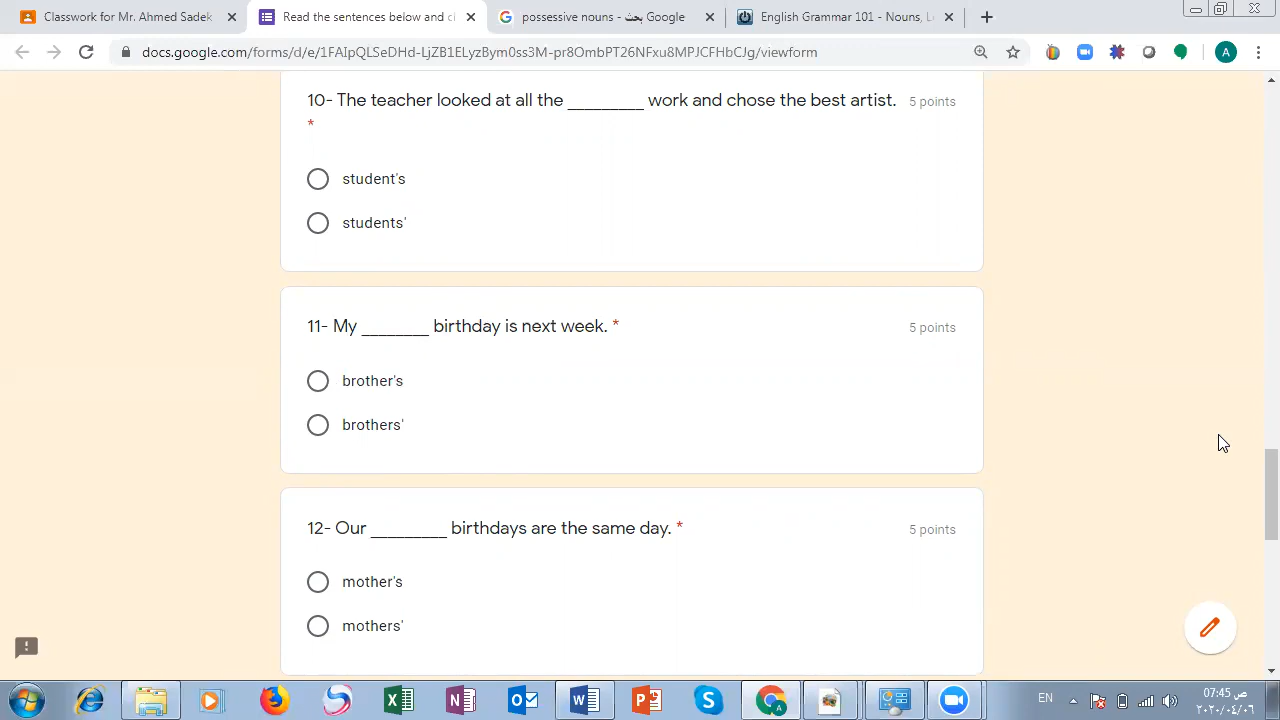 Classwork for Mr. Ahmed Sadek
Read the sentences below and ci
بحث Google - possessive nouns
English Grammar 101 - Nouns, L
docs.google.com/forms/d/e/1FAIpQLSeDHd-LjZB1ELyzBym0ss3M-pr8OmbPT26NFxu8MPJCFHbCJg/viewform
A
10- The teacher looked at all the _________ work and chose the best artist. 5 points
*
student's
students'
11- My ________ birthday is next week. * 5 points
brother's
brothers'
12- Our _________ birthdays are the same day. * 5 points
mother's
mothers'
EN
07:45 ص
٢٠٢٠/٠٤/٠٦